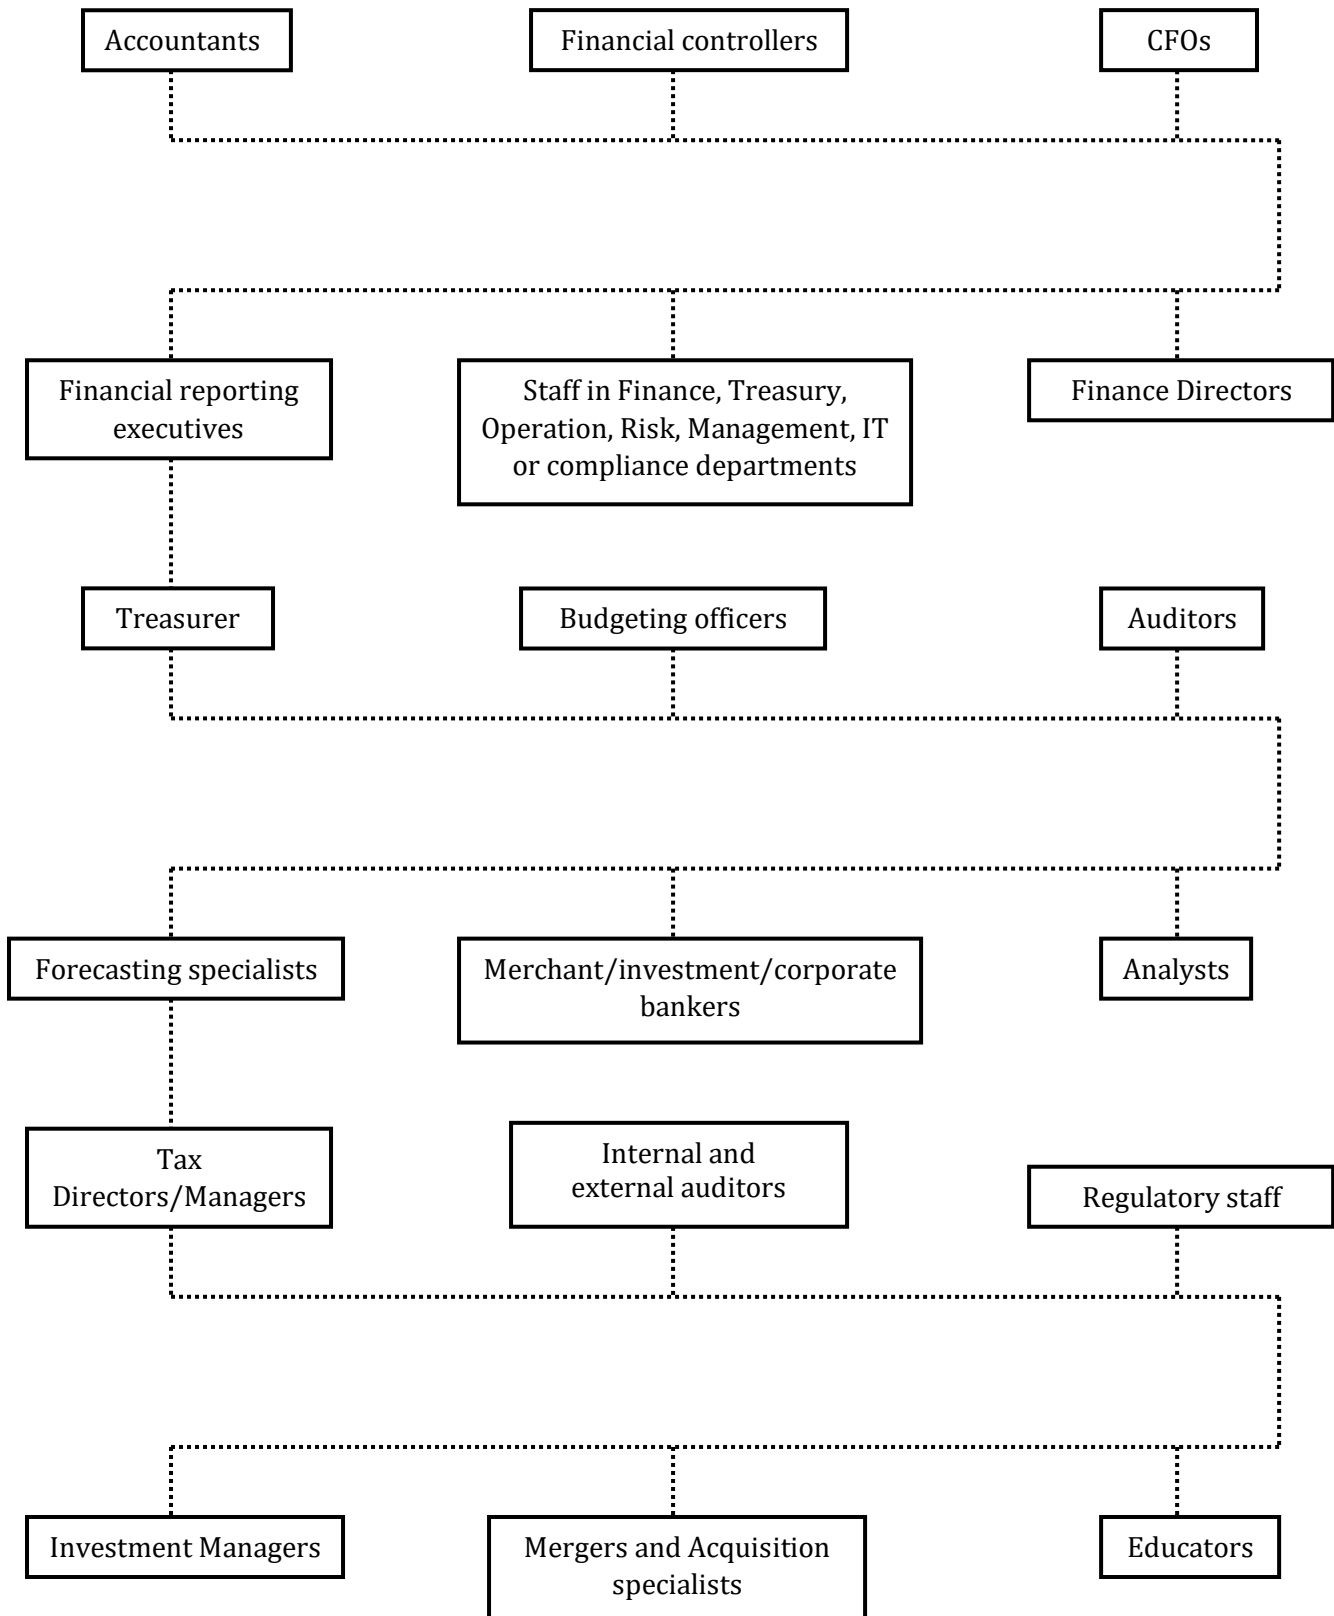 Accountants
Financial controllers
CFOs
Financial reporting
executives
Staff in Finance, Treasury,
Operation, Risk, Management, IT
or compliance departments
Finance Directors
Treasurer
Budgeting officers
Auditors
Forecasting specialists
Merchant/investment/corporate
bankers
Analysts
Tax
Directors/Managers
Internal and
external auditors
Regulatory staff
Investment Managers
Mergers and Acquisition
specialists
Educators